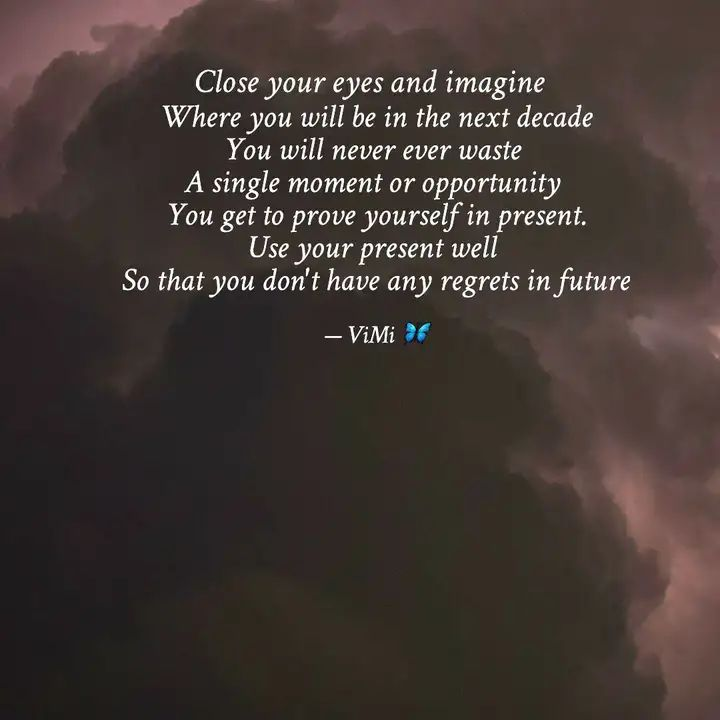 Close your eyes and imagine
Where you will be in the next decade
You will never ever waste
A single moment or opportunity
You get to prove yourself in present.
Use your present well
So that you don't have any regrets in future
— ViMi 🦋